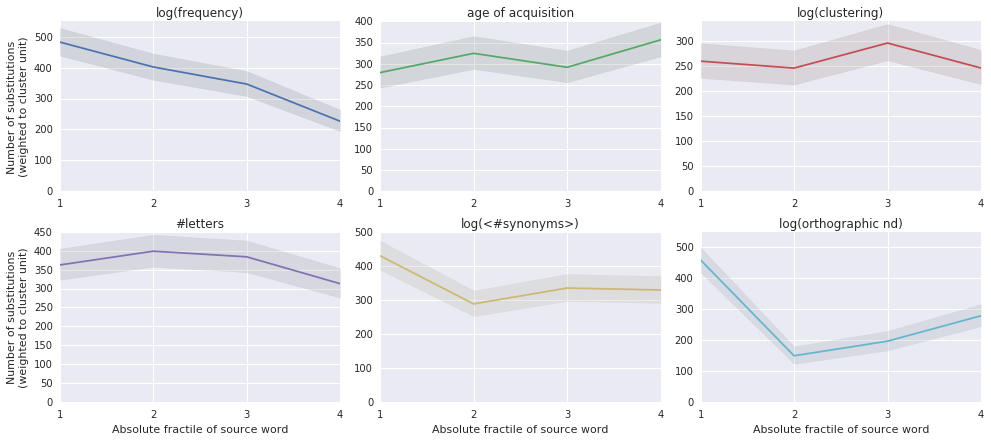 log(frequency)
Number of substitutions
(weighted to cluster unit)
500
400
300
200
100
0
1 2 3 4
age of acquisition
400
350
300
250
200
150
100
50
0
1 2 3 4
log(clustering)
300
250
200
150
100
50
0
1 2 3 4
#letters
Number of substitutions
(weighted to cluster unit)
450
400
350
300
250
200
150
100
50
0
1 2 3 4
Absolute fractile of source word
log(<#synonyms>)
500
400
300
200
100
0
1 2 3 4
Absolute fractile of source word
log(orthographic nd)
500
400
300
200
100
0
1 2 3 4
Absolute fractile of source word